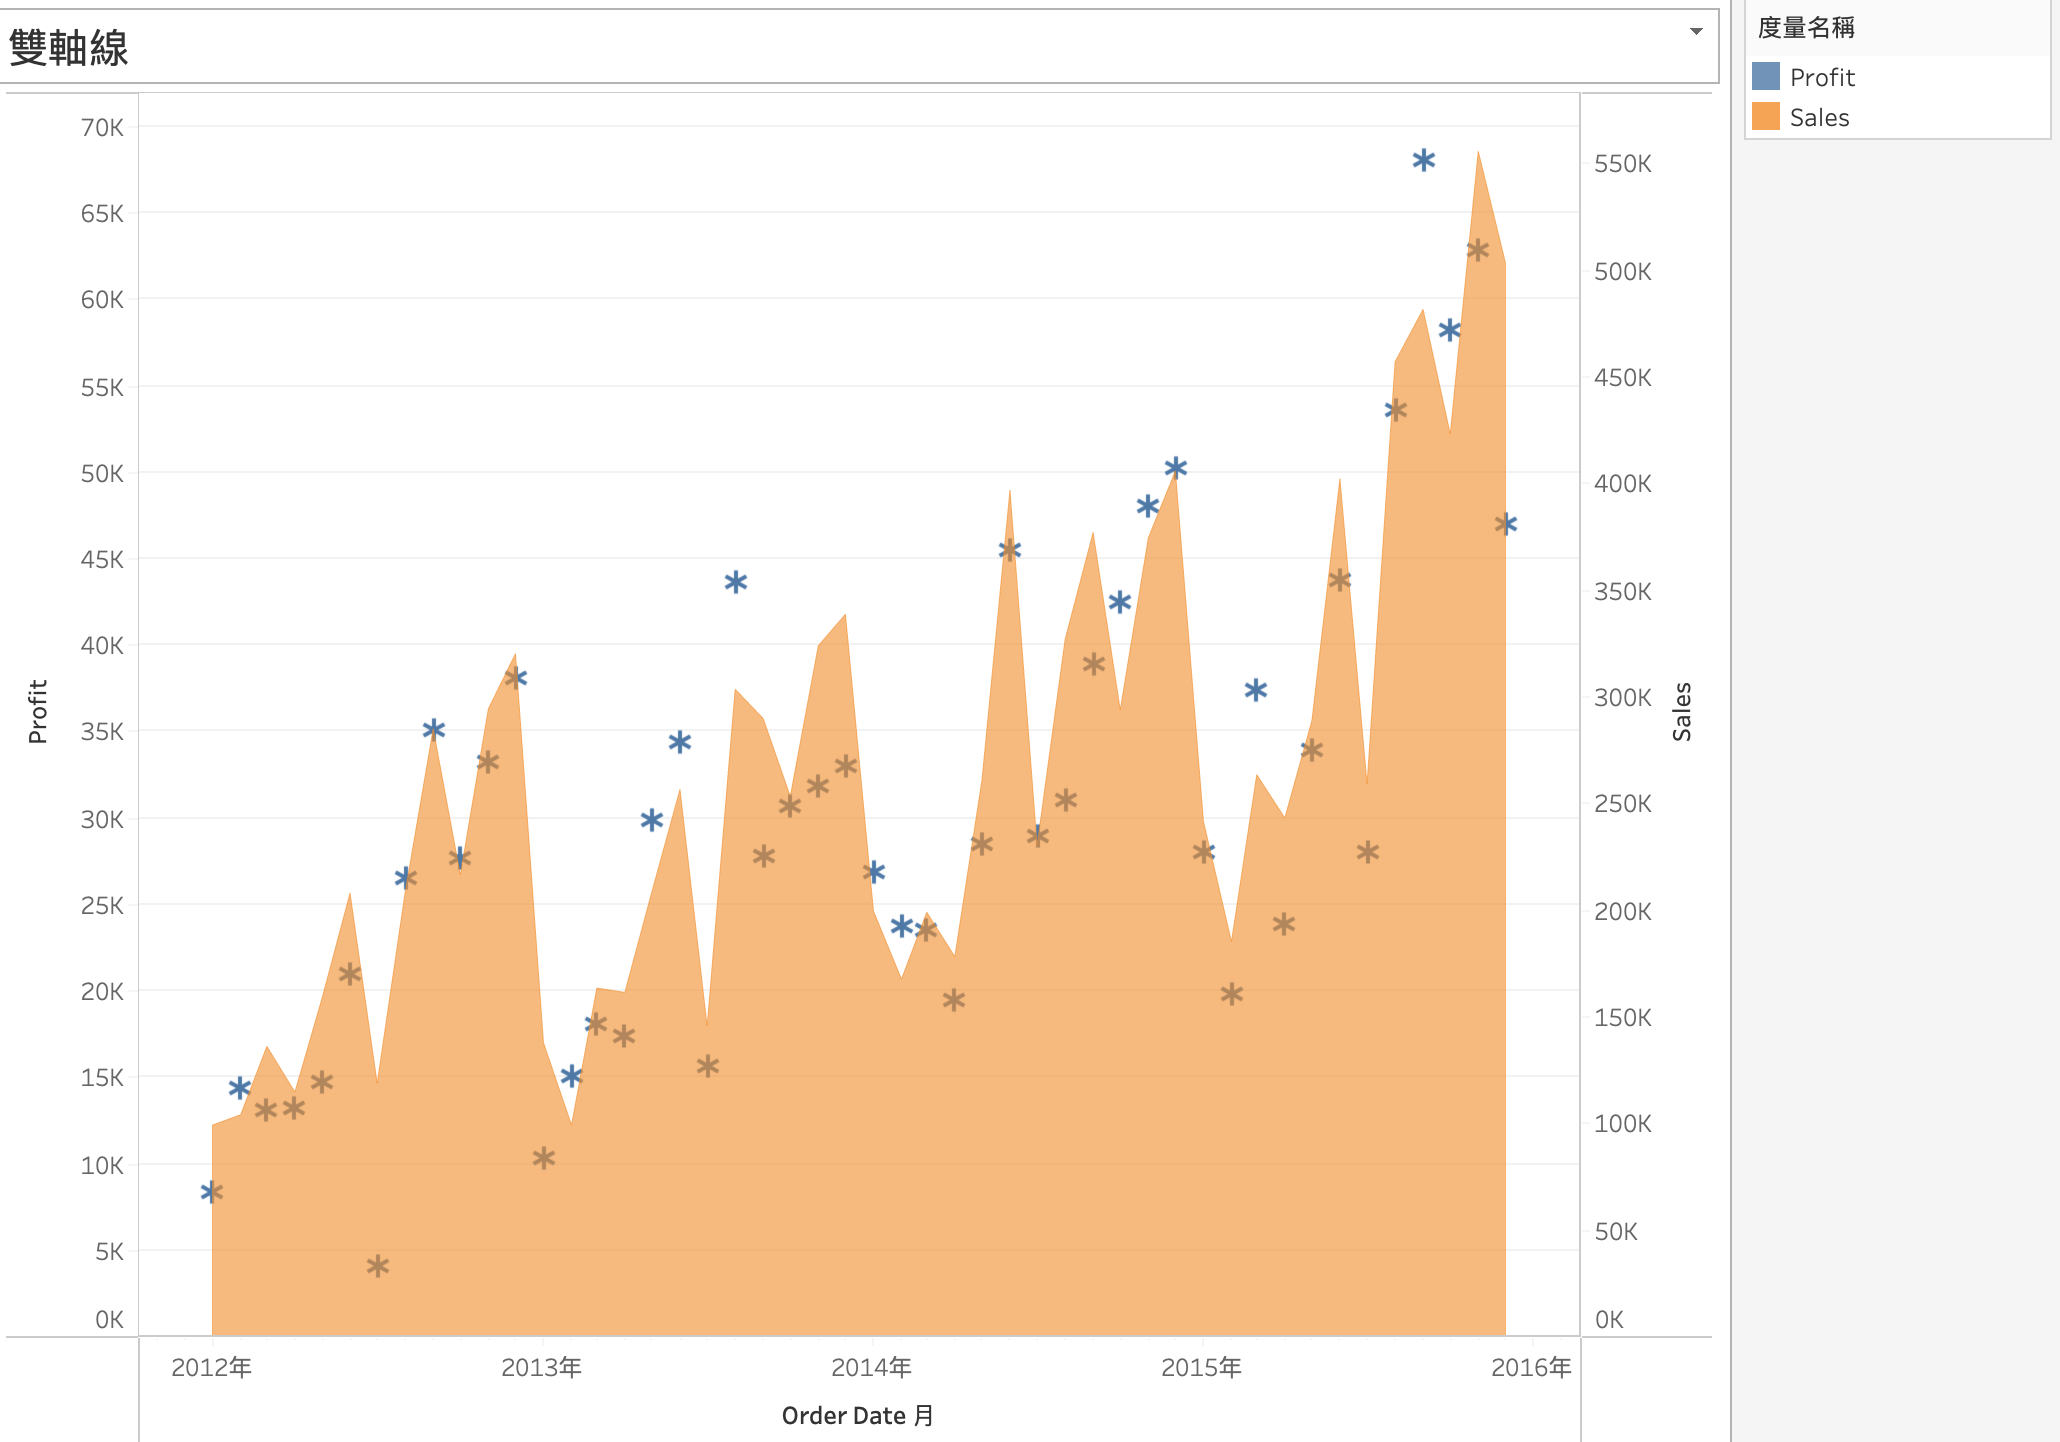 雙軸線
度量名稱
Profit
Sales
70K
65K
60K
55K
50K
45K
40K
35K
30K
25K
20K
15K
10K
5K
0K
Profit
550K
500K
450K
400K
350K
300K
250K
200K
150K
100K
50K
0K
Sales
2012年
2013年
2014年
2015年
2016年
Order Date 月